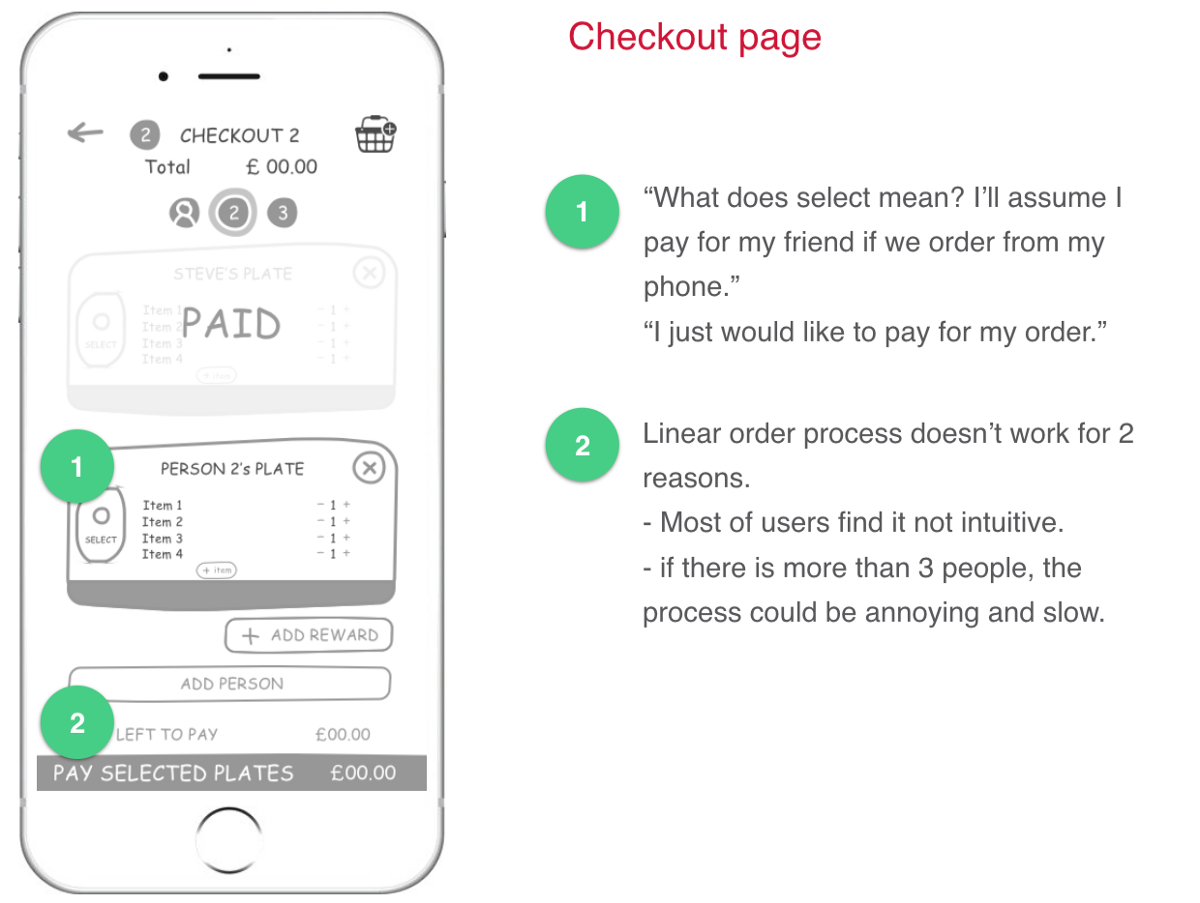 Checkout page
2 CHECKOUT 2
Total £ 00.00
2 3
STEVE'S PLATE
PAID
Item 1 - 1 +
Item 2 - 1 +
Item 3 - 1 +
Item 4 - 1 +
SELECT
+ item
1
PERSON 2's PLATE
Item 1 - 1 +
Item 2 - 1 +
Item 3 - 1 +
Item 4 - 1 +
SELECT
+ item
+ ADD REWARD
ADD PERSON
2
LEFT TO PAY £00.00
PAY SELECTED PLATES £00.00
1
“What does select mean? I’ll assume I
pay for my friend if we order from my
phone.”
“I just would like to pay for my order.”
2
Linear order process doesn’t work for 2
reasons.
- Most of users find it not intuitive.
- if there is more than 3 people, the
process could be annoying and slow.